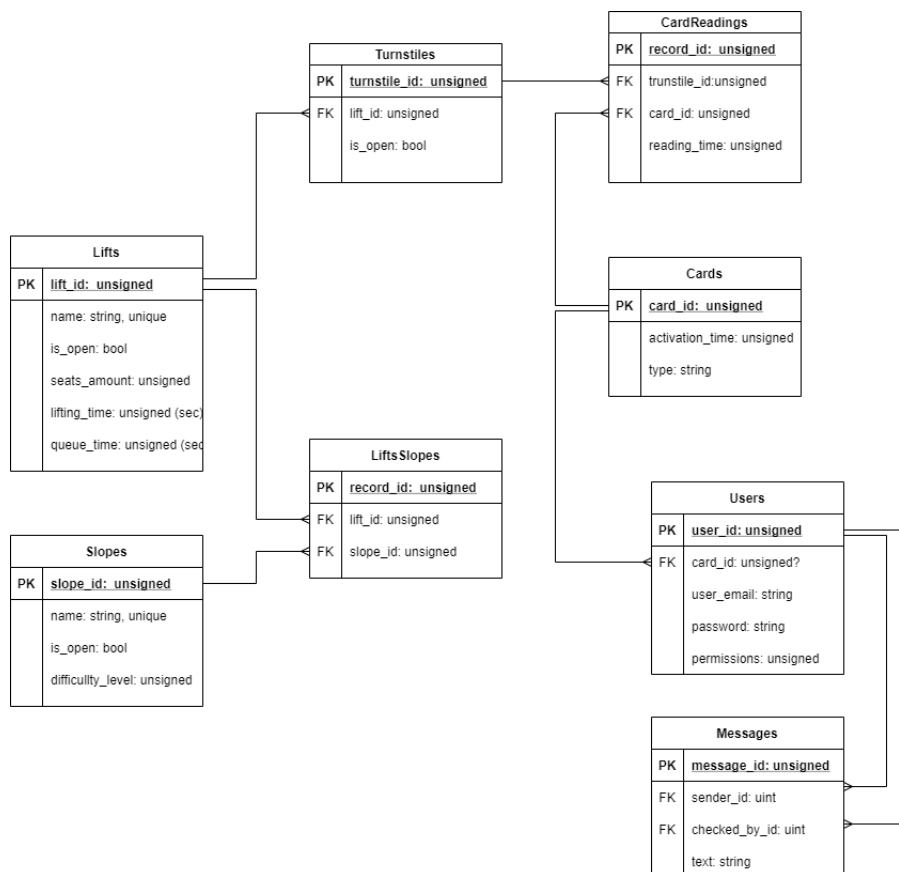 CardReadings
PK record_id: unsigned
FK trunstile_id:unsigned
FK card_id: unsigned
reading_time: unsigned
Turnstiles
PK turnstile_id: unsigned
FK lift_id: unsigned
is_open: bool
Lifts
PK lift_id: unsigned
name: string, unique
is_open: bool
seats_amount: unsigned
lifting_time: unsigned (sec)
queue_time: unsigned (sec
Cards
PK card_id: unsigned
activation_time: unsigned
type: string
LiftsSlopes
PK record_id: unsigned
FK lift_id: unsigned
FK slope_id: unsigned
Slopes
PK slope_id: unsigned
name: string, unique
is_open: bool
difficullty_level: unsigned
Users
PK user_id: unsigned
FK card_id: unsigned?
user_email: string
password: string
permissions: unsigned
Messages
PK message_id: unsigned
FK sender_id: uint
FK checked_by_id: uint
text: string